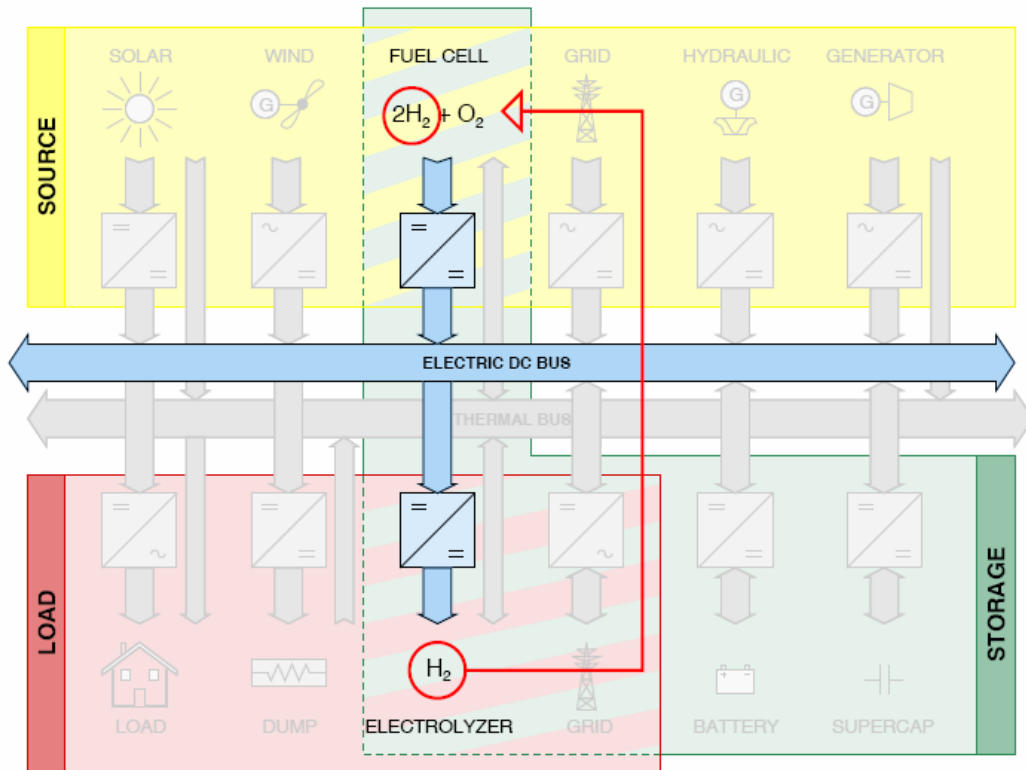 SOLAR
WIND
FUEL CELL
GRID
HYDRAULIC
GENERATOR
G
2H₂ + O₂
G
G
SOURCE
ELECTRIC DC BUS
THERMAL BUS
LOAD
STORAGE
H₂
LOAD
DUMP
ELECTROLYZER
GRID
BATTERY
SUPERCAP